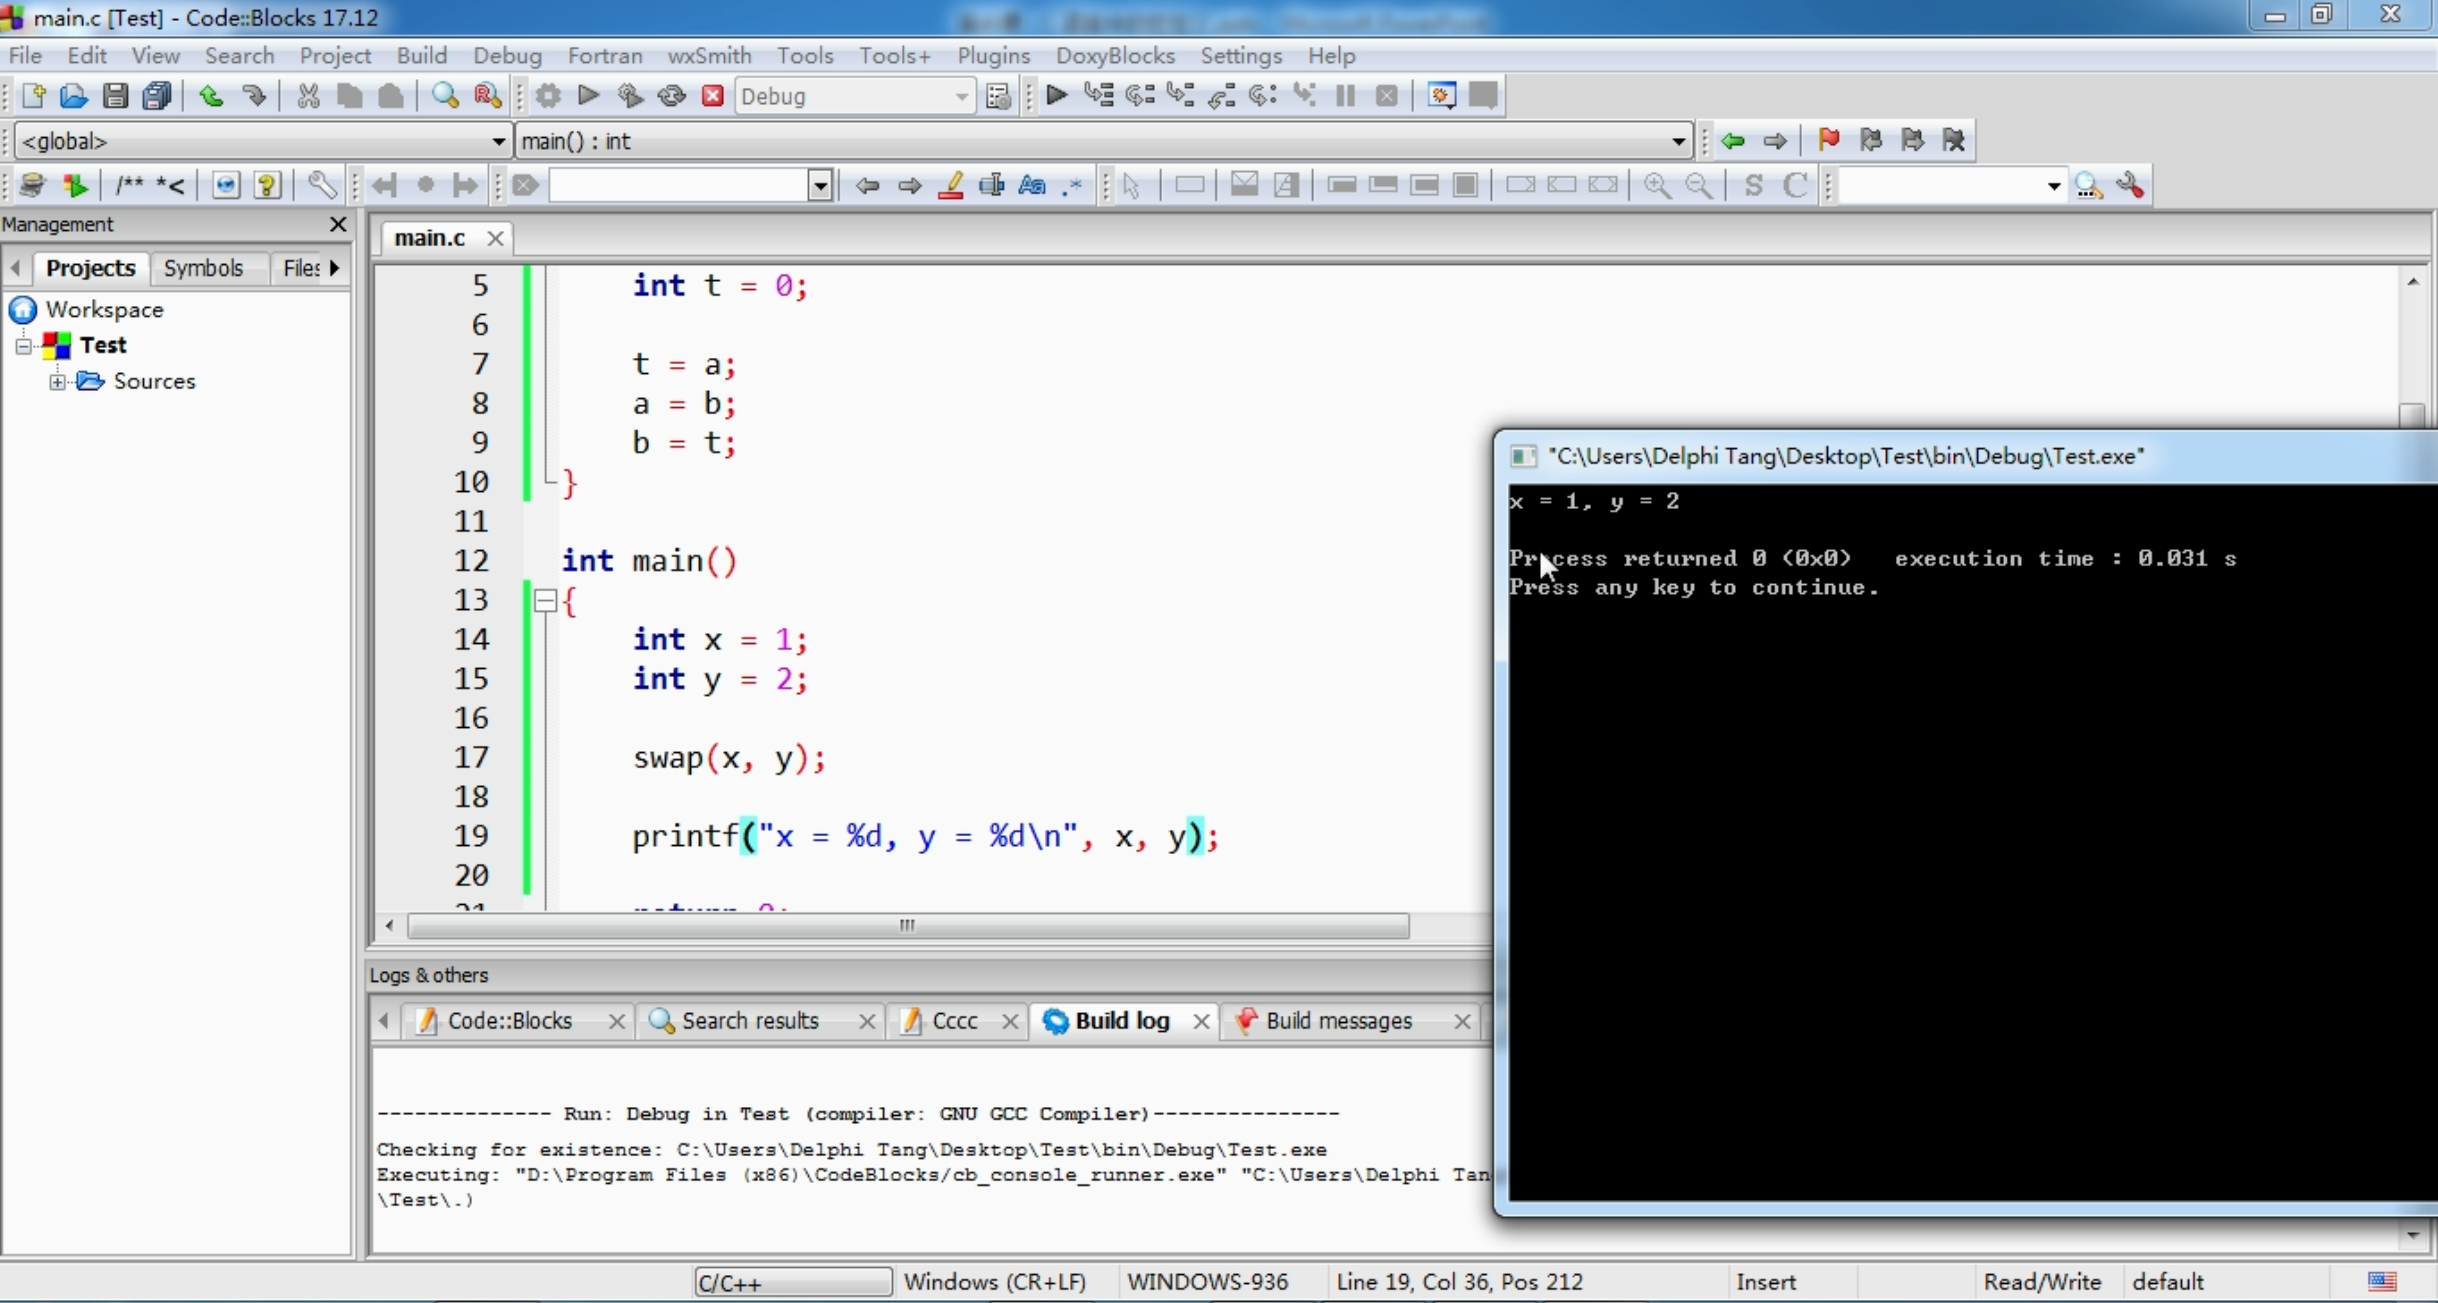 main.c [Test] - Code::Blocks 17.12
File Edit View Search Project Build Debug Fortran wxSmith Tools Tools+ Plugins DoxyBlocks Settings Help
Debug
<global> main() : int
/** *< Aa .* S C
Management
main.c
Projects Symbols Files
Workspace
Test
Sources
5 int t = 0;
6
7 t = a;
8 a = b;
9 b = t;
10 }
11
12 int main()
13 {
14 int x = 1;
15 int y = 2;
16
17 swap(x, y);
18
19 printf("x = %d, y = %d\n", x, y);
20
21 return 0;
"C:\Users\Delphi Tang\Desktop\Test\bin\Debug\Test.exe"
x = 1, y = 2
Process returned 0 (0x0) execution time : 0.031 s
Press any key to continue.
Logs & others
Code::Blocks Search results Cccc Build log Build messages
-------------- Run: Debug in Test (compiler: GNU GCC Compiler)---------------
Checking for existence: C:\Users\Delphi Tang\Desktop\Test\bin\Debug\Test.exe
Executing: "D:\Program Files (x86)\CodeBlocks/cb_console_runner.exe" "C:\Users\Delphi Tan
\Test\.)
C/C++ Windows (CR+LF) WINDOWS-936 Line 19, Col 36, Pos 212 Insert Read/Write default